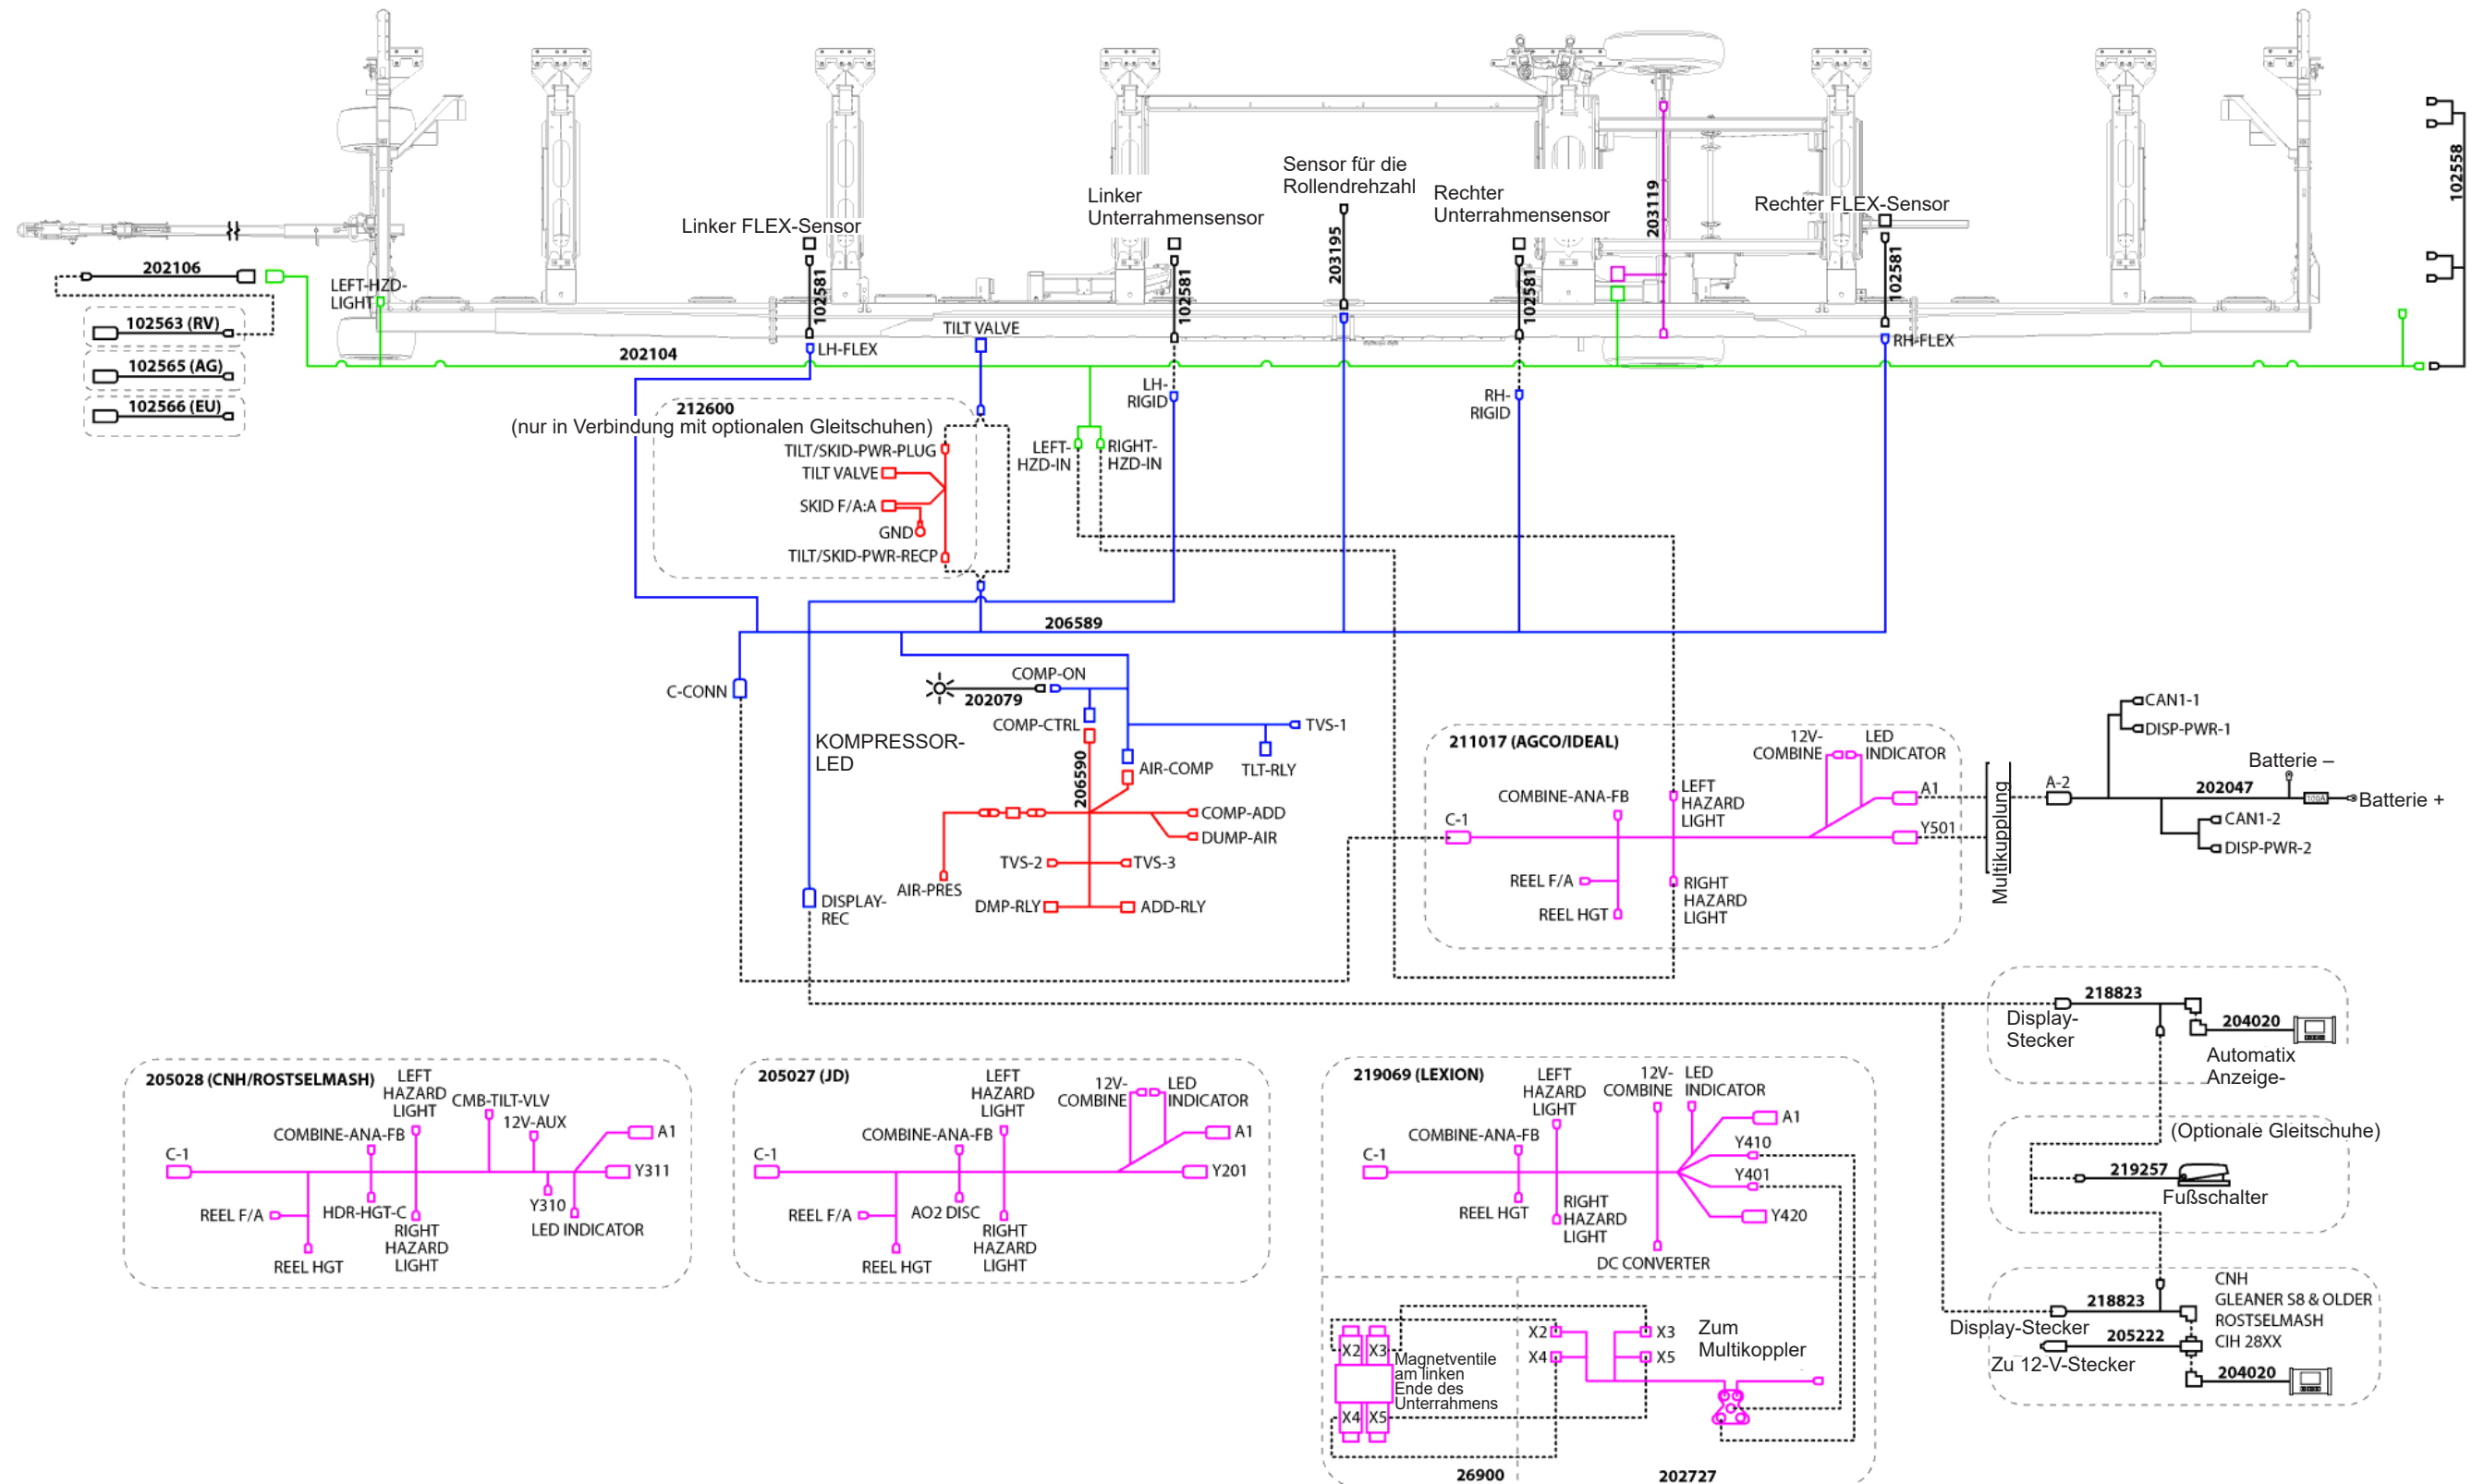 Sensor für die
Rollendrehzahl
Linker
Unterrahmensensor
Rechter
Unterrahmensensor
Linker FLEX-Sensor
Rechter FLEX-Sensor
102558
203119
203195
102581
102581
102581
102581
202106
LEFT-HZD-
LIGHT
102563 (RV)
102565 (AG)
102566 (EU)
202104
TILT VALVE
LH-FLEX
RH-FLEX
LH-
RIGID
RH-
RIGID
212600
(nur in Verbindung mit optionalen Gleitschuhen)
TILT/SKID-PWR-PLUG
TILT VALVE
SKID F/A:A
GND
TILT/SKID-PWR-RECP
LEFT-
HZD-IN
RIGHT-
HZD-IN
206589
C-CONN
COMP-ON
202079
COMP-CTRL
KOMPRESSOR-
LED
206590
AIR-COMP
TVS-1
TLT-RLY
COMP-ADD
DUMP-AIR
TVS-2
TVS-3
AIR-PRES
DMP-RLY
ADD-RLY
DISPLAY-
REC
211017 (AGCO/IDEAL)
12V-
COMBINE
LED
INDICATOR
COMBINE-ANA-FB
LEFT
HAZARD
LIGHT
A1
C-1
Y501
REEL F/A
REEL HGT
RIGHT
HAZARD
LIGHT
Multikupplung
A-2
CAN1-1
DISP-PWR-1
202047
Batterie –
100A
Batterie +
CAN1-2
DISP-PWR-2
218823
Display-
Stecker
204020
Automatix
Anzeige-
(Optionale Gleitschuhe)
219257
Fußschalter
218823
Display-Stecker
205222
Zu 12-V-Stecker
204020
CNH
GLEANER S8 & OLDER
ROSTSELMASH
CIH 28XX
205028 (CNH/ROSTSELMASH)
LEFT
HAZARD
LIGHT
CMB-TILT-VLV
12V-AUX
COMBINE-ANA-FB
A1
C-1
Y311
Y310
REEL F/A
HDR-HGT-C
RIGHT
HAZARD
LIGHT
LED INDICATOR
REEL HGT
205027 (JD)
LEFT
HAZARD
LIGHT
12V-
COMBINE
LED
INDICATOR
COMBINE-ANA-FB
A1
C-1
Y201
REEL F/A
AO2 DISC
RIGHT
HAZARD
LIGHT
REEL HGT
219069 (LEXION)
LEFT
HAZARD
LIGHT
12V-
COMBINE
LED
INDICATOR
COMBINE-ANA-FB
A1
Y410
C-1
Y401
Y420
REEL HGT
RIGHT
HAZARD
LIGHT
DC CONVERTER
X2
X3
X4
X5
Magnetventile
am linken
Ende des
Unterrahmens
X2
X3
X4
X5
Zum
Multikoppler
26900
202727